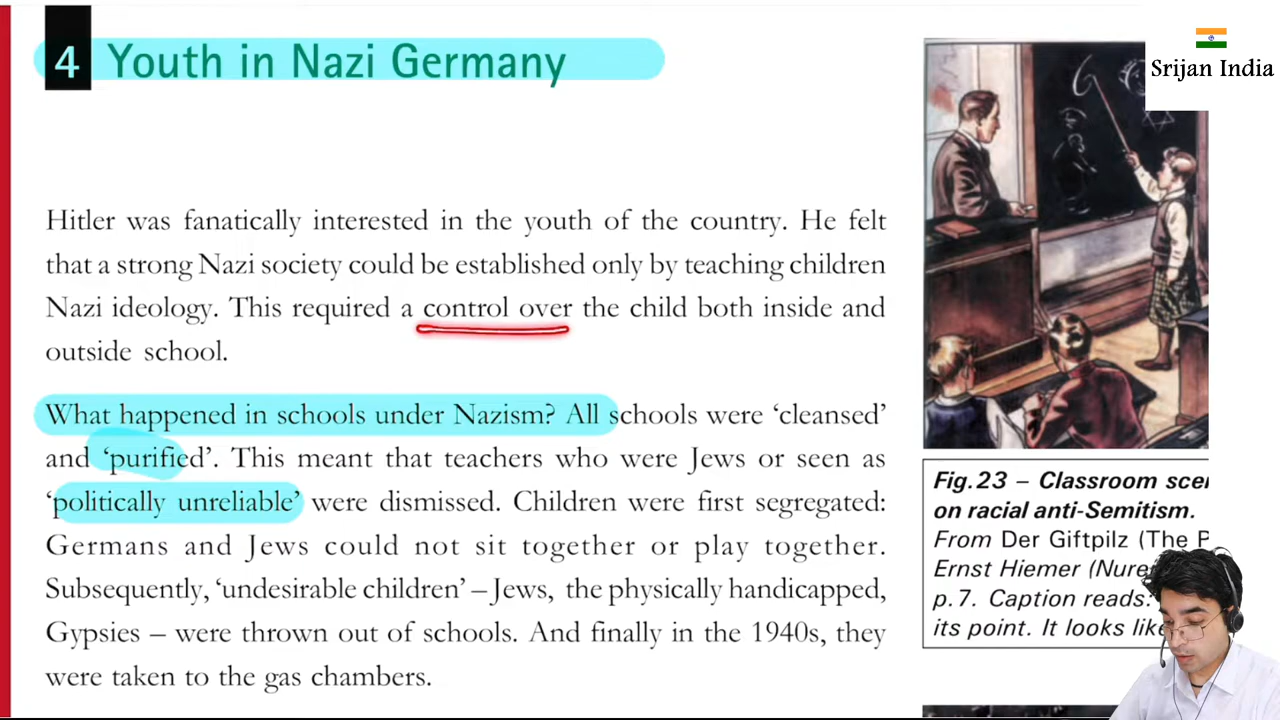 4 Youth in Nazi Germany
Srijan India
Hitler was fanatically interested in the youth of the country. He felt
that a strong Nazi society could be established only by teaching children
Nazi ideology. This required a control over the child both inside and
outside school.
What happened in schools under Nazism? All schools were ‘cleansed’
and ‘purified’. This meant that teachers who were Jews or seen as
‘politically unreliable’ were dismissed. Children were first segregated:
Germans and Jews could not sit together or play together.
Subsequently, ‘undesirable children’ – Jews, the physically handicapped,
Gypsies – were thrown out of schools. And finally in the 1940s, they
were taken to the gas chambers.
Fig.23 – Classroom
on racial anti-Semitism.
From Der Giftpilz (The
Ernst Hiemer
p.7. Caption reads:
its point. It looks